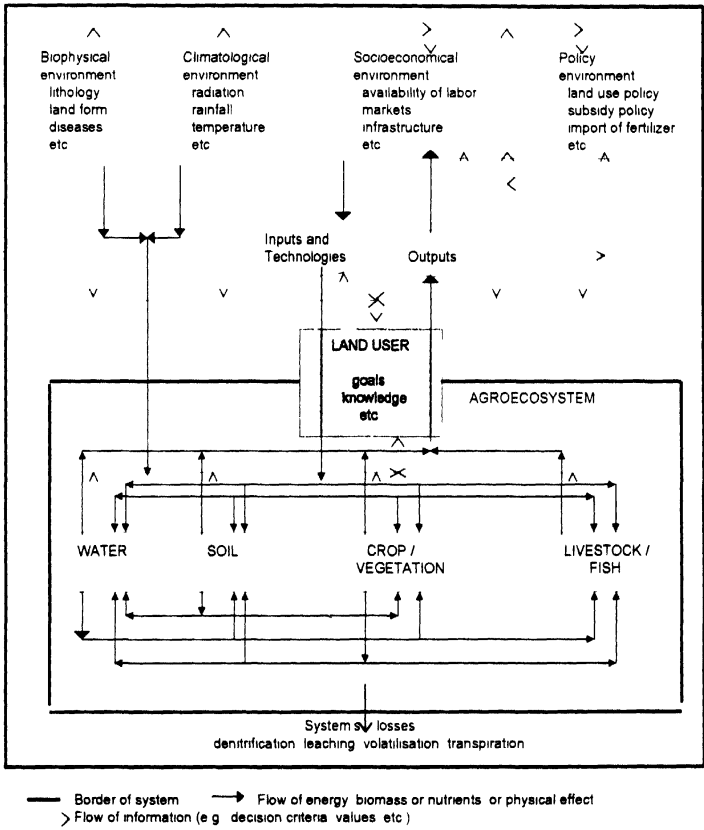 Biophysical
environment
lithology
land form
diseases
etc
Climatological
environment
radiation
rainfall
temperature
etc
Socioeconomical
environment
availability of labor
markets
infrastructure
etc
Policy
environment
land use policy
subsidy policy
import of fertilizer
etc
Inputs and
Technologies
Outputs
LAND USER
goals
knowledge
etc
AGROECOSYSTEM
WATER
SOIL
CROP /
VEGETATION
LIVESTOCK /
FISH
System s losses
denitrification leaching volatilisation transpiration
Border of system
Flow of energy biomass or nutrients or physical effect
Flow of information (e g decision criteria values etc )